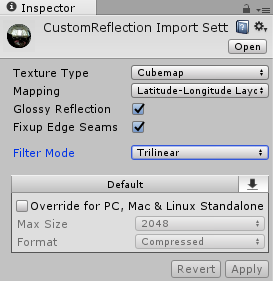 Inspector
CustomReflection Import Sett
Open
Texture Type Cubemap
Mapping Latitude-Longitude Layo
Glossy Reflection
Fixup Edge Seams
Filter Mode Trilinear
Default
Override for PC, Mac & Linux Standalone
Max Size 2048
Format Compressed
Revert Apply